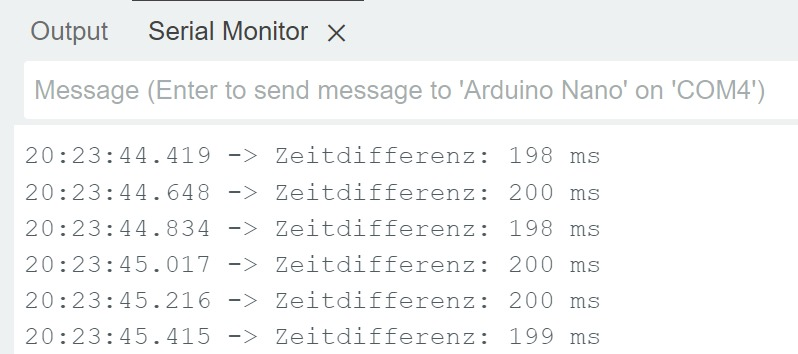 Output Serial Monitor ×
Message (Enter to send message to 'Arduino Nano' on 'COM4')
20:23:44.419 -> Zeitdifferenz: 198 ms
20:23:44.648 -> Zeitdifferenz: 200 ms
20:23:44.834 -> Zeitdifferenz: 198 ms
20:23:45.017 -> Zeitdifferenz: 200 ms
20:23:45.216 -> Zeitdifferenz: 200 ms
20:23:45.415 -> Zeitdifferenz: 199 ms